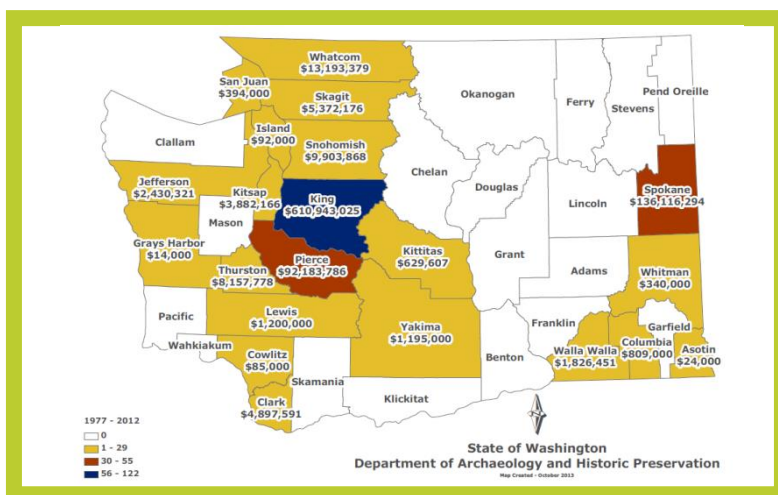 Whatcom
$13,193,379
San Juan
$394,000
Skagit
$5,372,176
Okanogan
Ferry
Stevens
Pend Oreille
Island
$92,000
Clallam
Snohomish
$9,903,868
Chelan
Jefferson
$2,430,321
Kitsap
$3,882,166
King
$610,943,025
Douglas
Lincoln
Spokane
$136,116,294
Mason
Grays Harbor
$14,000
Pierce
$92,183,786
Kittitas
$629,607
Grant
Thurston
$8,157,778
Adams
Whitman
$340,000
Pacific
Lewis
$1,200,000
Yakima
$1,195,000
Franklin
Garfield
Wahkiakum
Cowlitz
$85,000
Skamania
Benton
Walla Walla
$1,826,451
Columbia
$809,000
Asotin
$24,000
Clark
$4,897,591
Klickitat
1977 - 2012
0
1 - 29
30 - 55
56 - 122
State of Washington
Department of Archaeology and Historic Preservation
Map Created - October 2013